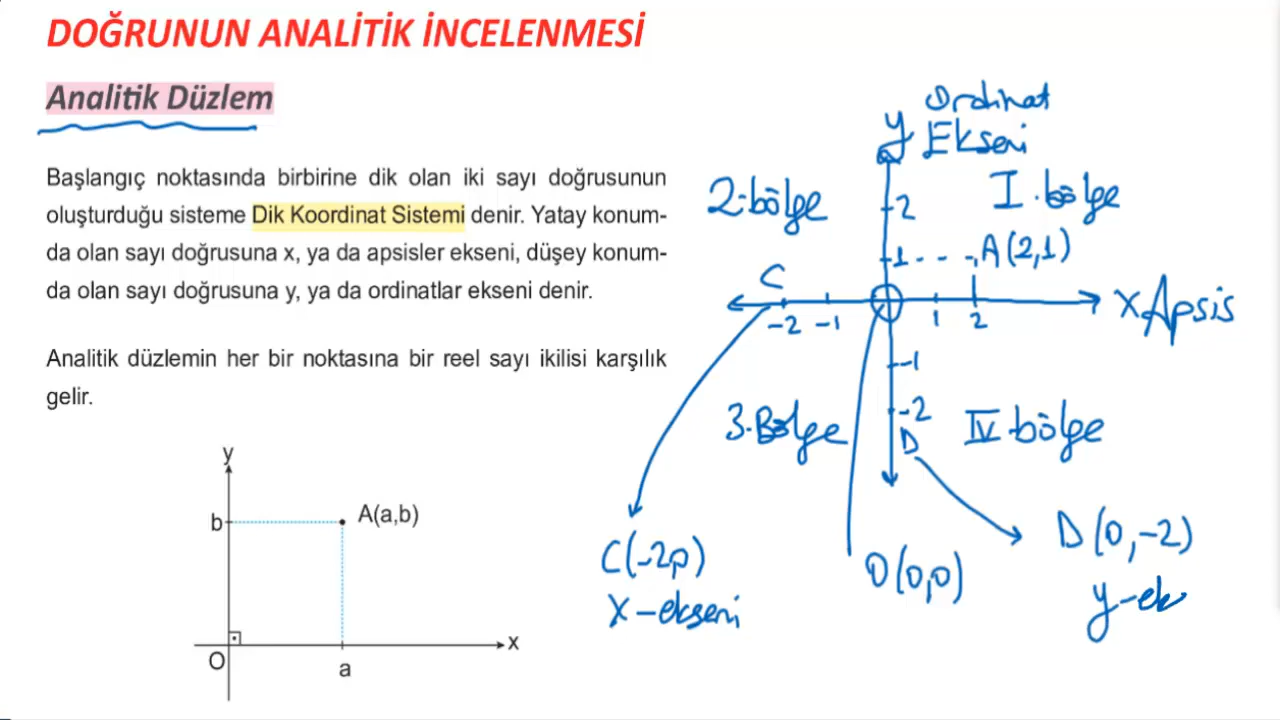 DOĞRUNUN ANALİTİK İNCELENMESİ
Analitik Düzlem
Başlangıç noktasında birbirine dik olan iki sayı doğrusunun
oluşturduğu sisteme Dik Koordinat Sistemi denir. Yatay konum-
da olan sayı doğrusuna x, ya da apsisler ekseni, düşey konum-
da olan sayı doğrusuna y, ya da ordinatlar ekseni denir.
Analitik düzlemin her bir noktasına bir reel sayı ikilisi karşılık
gelir.
y
b
A(a,b)
O
a
x
Ordinat
y Ekseni
2.bölge
I.bölge
2
1
A(2,1)
C
-2 -1
1 2
x Apsis
-1
-2
D
3.Bölge
IV.bölge
C(-2,0)
x-ekseni
O(0,0)
D(0,-2)
y-ek